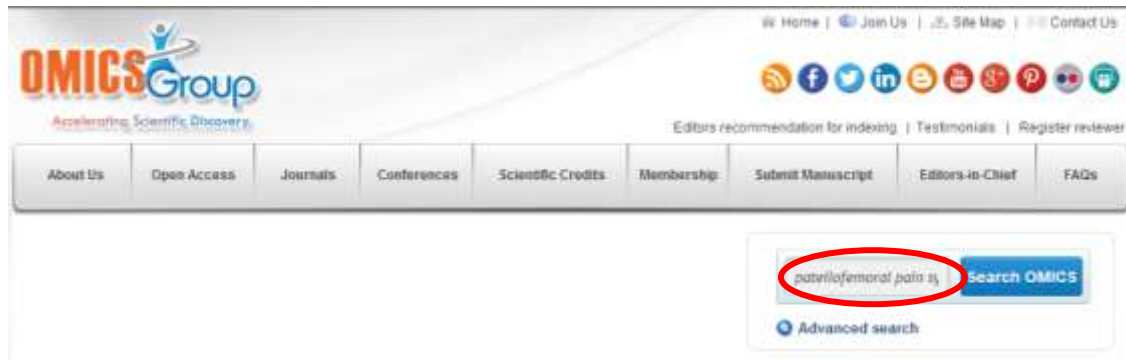 Home | Join Us | Site Map | Contact Us
OMICS Group
Accelerating Scientific Discovery
Editors recommendation for indexing | Testimonials | Register reviewer
About Us Open Access Journals Conferences Scientific Credits Membership Submit Manuscript Editors-in-Chief FAQs
patellofemoral pain sy Search OMICS
Advanced search